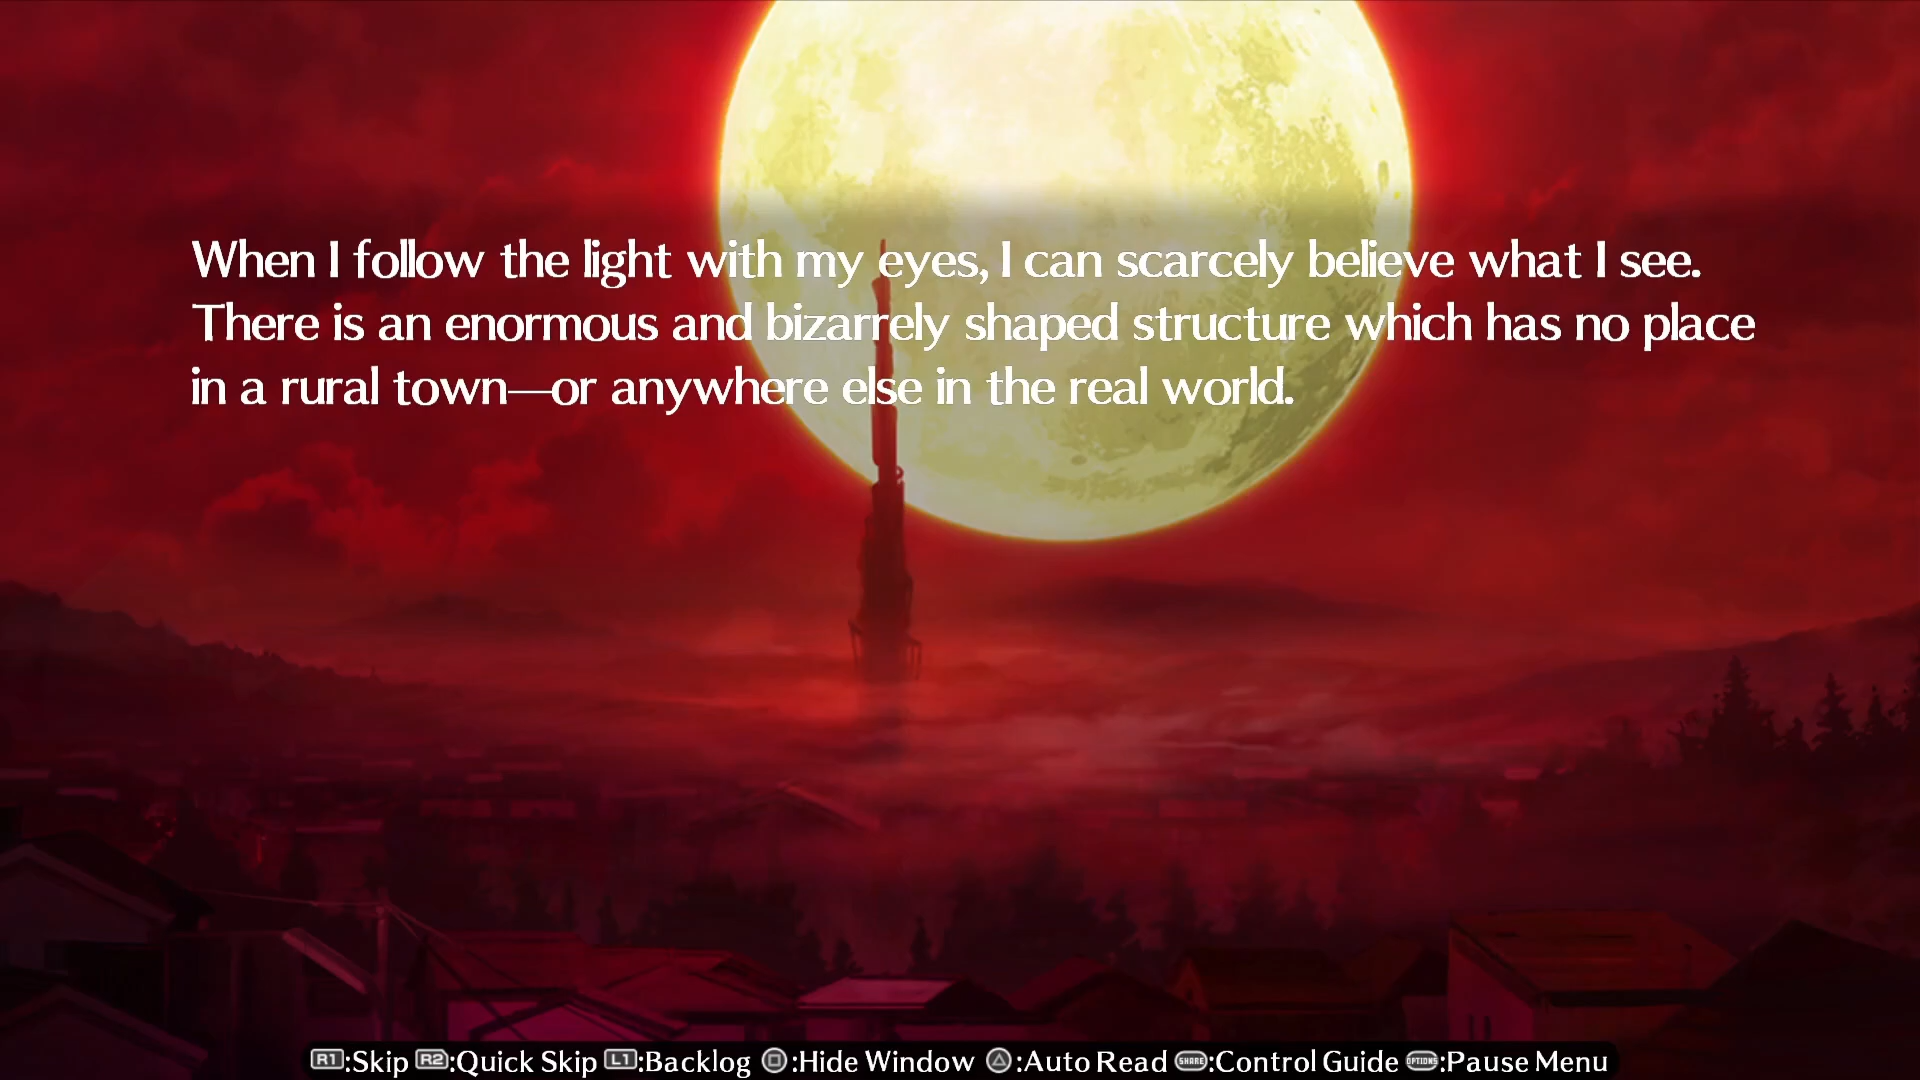 When I follow the light with my eyes, I can scarcely believe what I see.
There is an enormous and bizarrely shaped structure which has no place
in a rural town—or anywhere else in the real world.
R1:Skip R2:Quick Skip L1:Backlog :Hide Window :Auto Read SHARE:Control Guide OPTIONS:Pause Menu